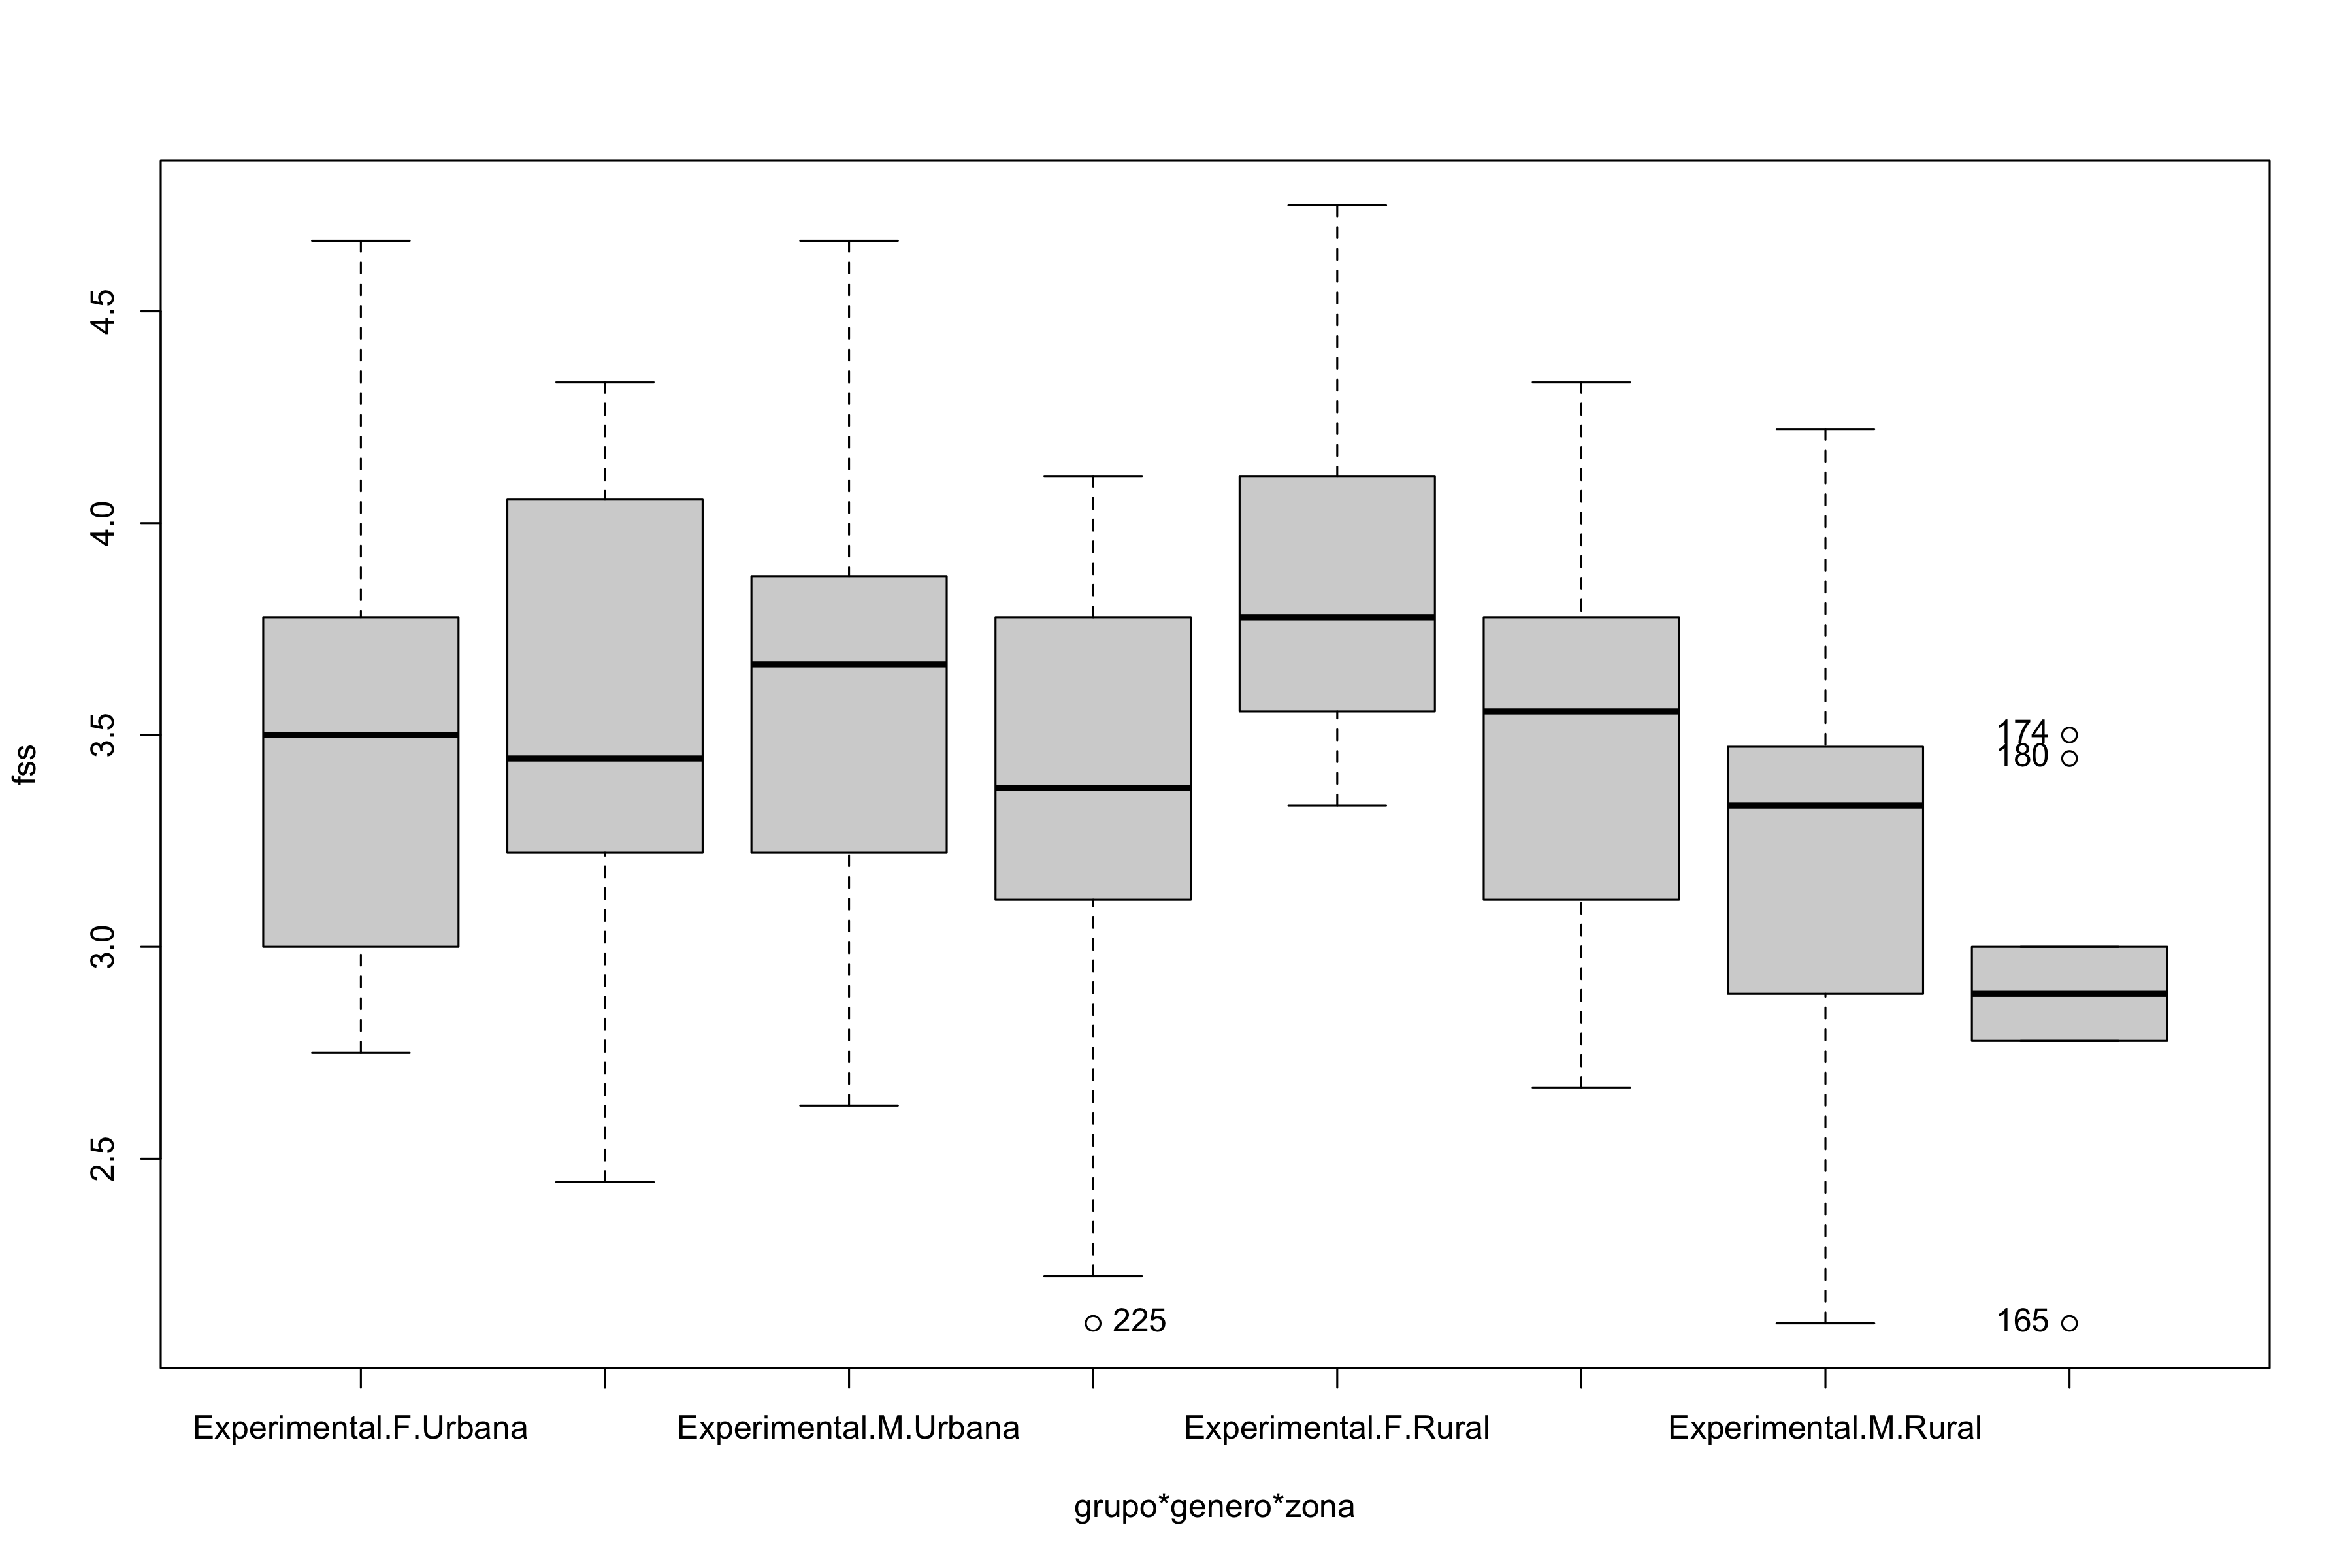 fss
4.5
4.0
3.5
3.0
2.5
174
180
225
165
Experimental.F.Urbana
Experimental.M.Urbana
Experimental.F.Rural
Experimental.M.Rural
grupo*genero*zona